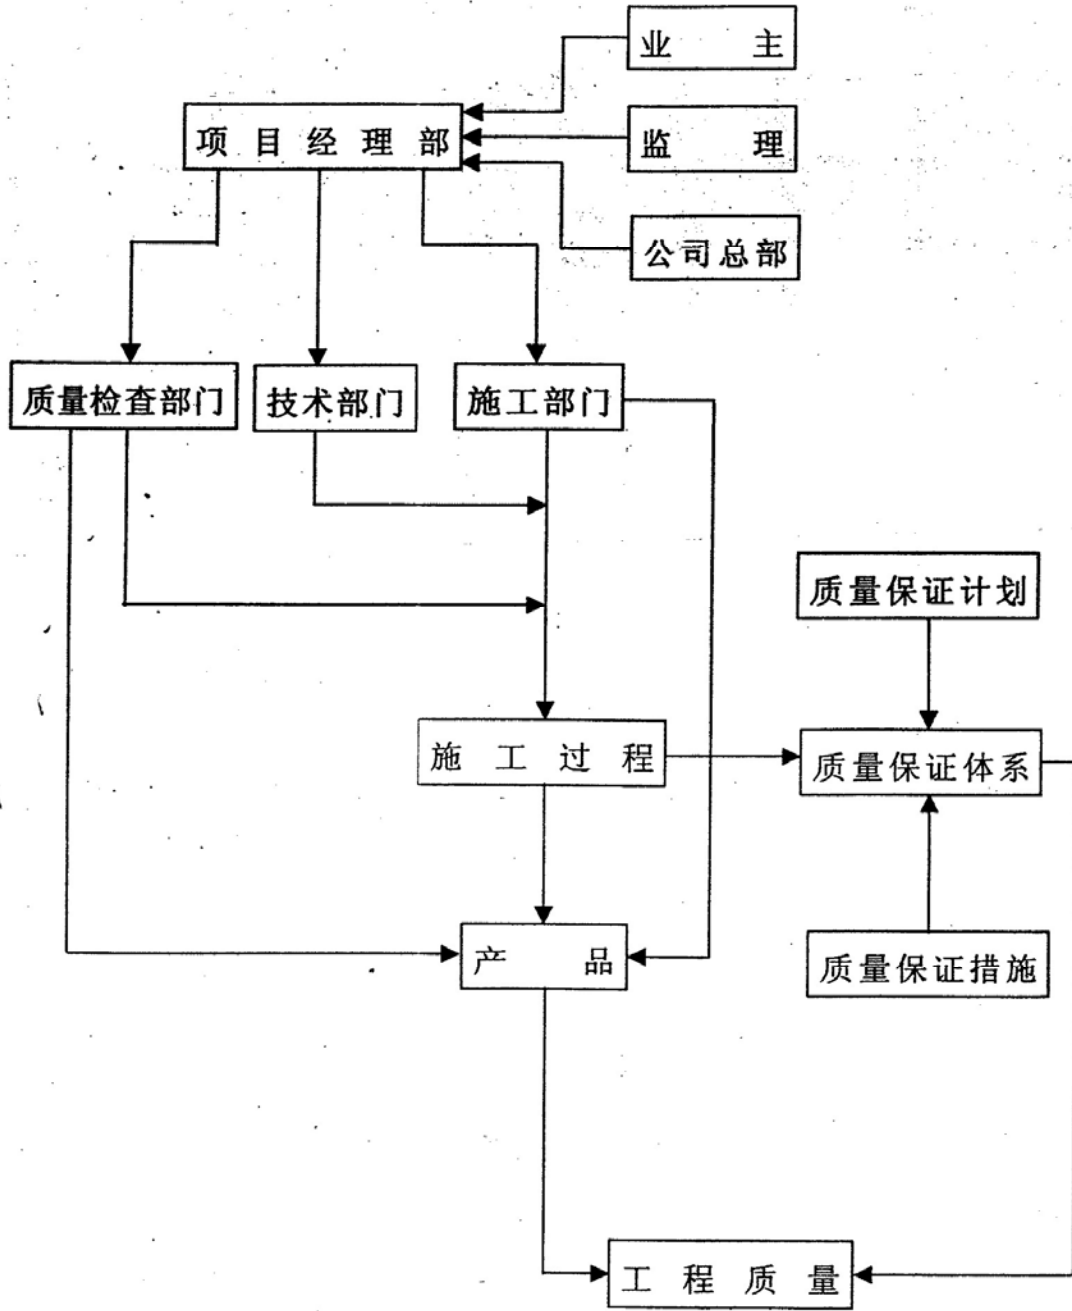 业主
项目经理部
监理
公司总部
质量检查部门
技术部门
施工部门
质量保证计划
施工过程
质量保证体系
产品
质量保证措施
工程质量